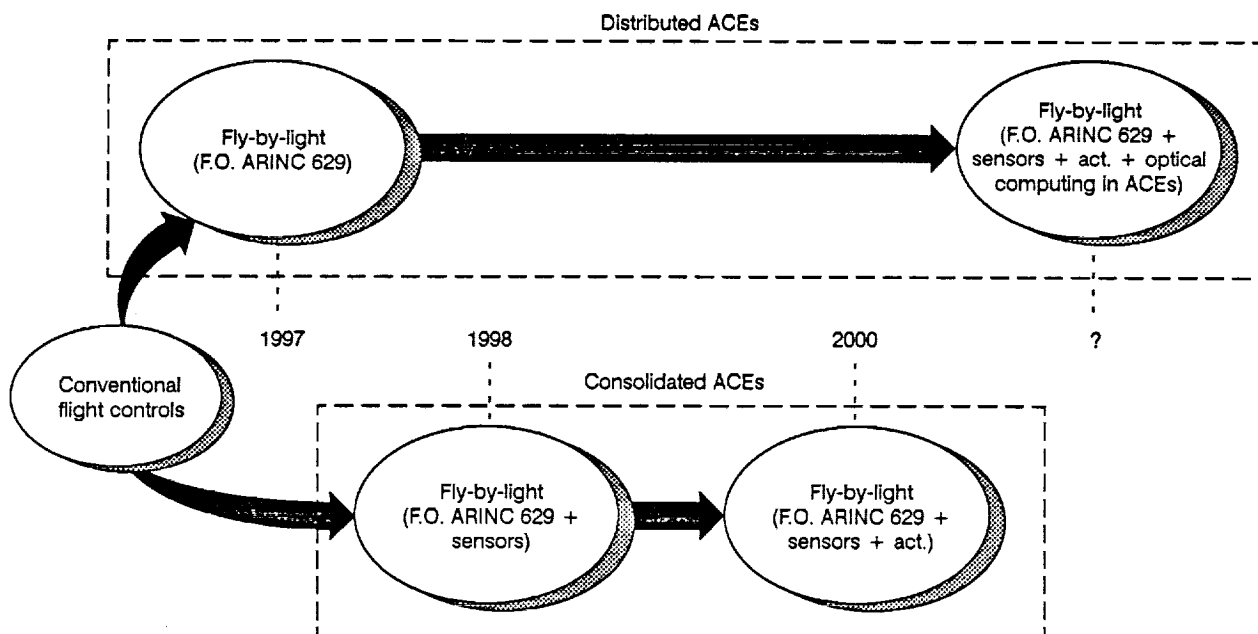 Distributed ACEs
Fly-by-light
(F.O. ARINC 629)
Fly-by-light
(F.O. ARINC 629 +
sensors + act. + optical
computing in ACEs)
1997
1998
2000
?
Conventional
flight controls
Consolidated ACEs
Fly-by-light
(F.O. ARINC 629 +
sensors)
Fly-by-light
(F.O. ARINC 629 +
sensors + act.)